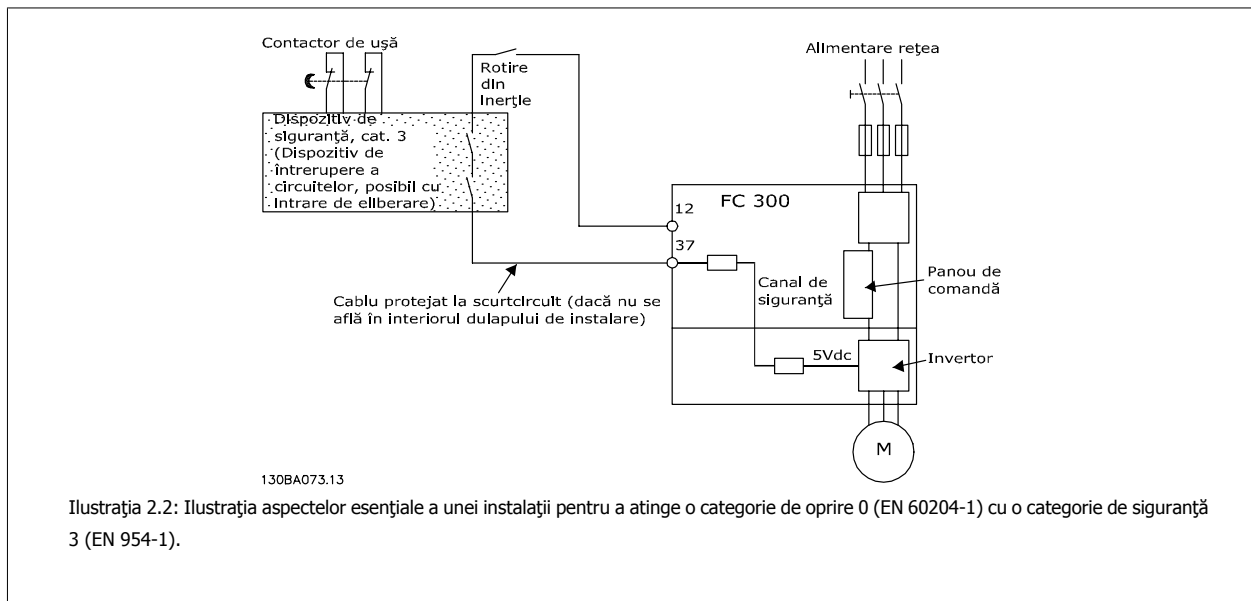 Contactor de uşă
Rotire
din
inerţie
Alimentare reţea
Dispozitiv de
siguranţă, cat. 3
(Dispozitiv de
întrerupere a
circuitelor, posibil cu
intrare de eliberare)
12
FC 300
37
Canal de
siguranţă
Panou de
comandă
Cablu protejat la scurtcircuit (dacă nu se
află în interiorul dulapului de instalare)
5Vdc
Invertor
M
130BA073.13
Ilustraţia 2.2: Ilustraţia aspectelor esenţiale a unei instalaţii pentru a atinge o categorie de oprire 0 (EN 60204-1) cu o categorie de siguranţă
3 (EN 954-1).